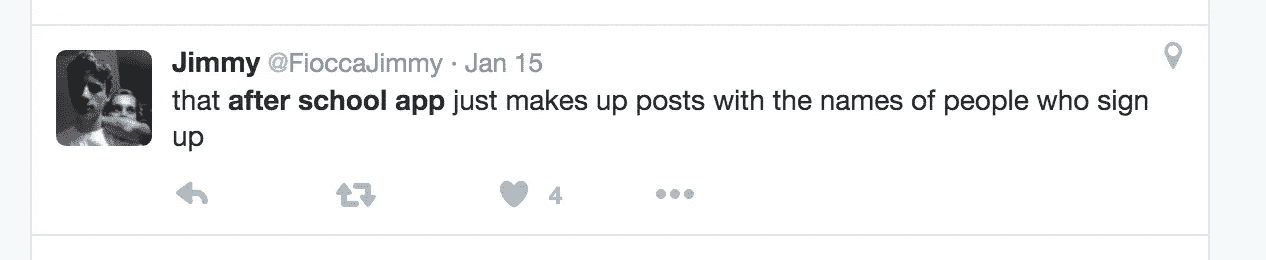 Jimmy @FioccaJimmy · Jan 15
that after school app just makes up posts with the names of people who sign
up
4